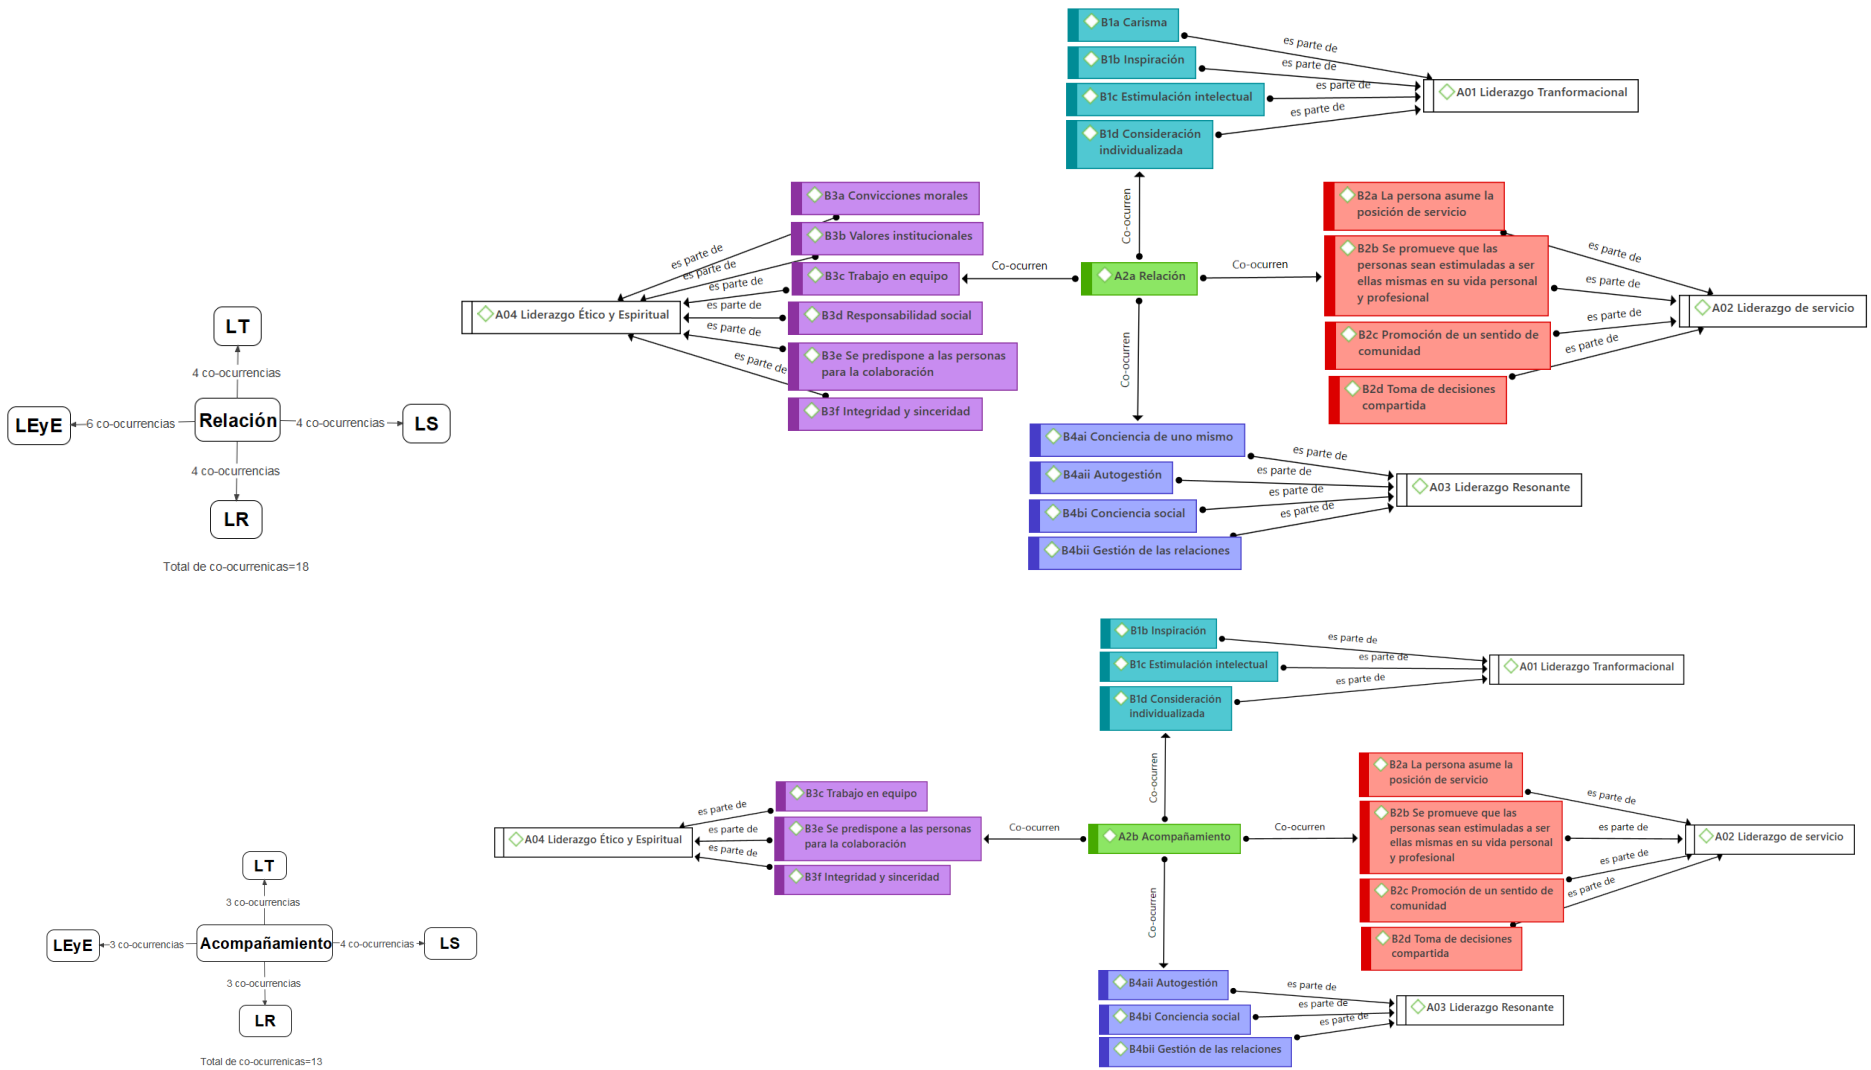 B1a Carisma
B1b Inspiración
B1c Estimulación intelectual
B1d Consideración
individualizada
es parte de
es parte de
es parte de
es parte de
A01 Liderazgo Tranformacional
Co-ocurren
B3a Convicciones morales
B3b Valores institucionales
B3c Trabajo en equipo
B3d Responsabilidad social
B3e Se predispone a las personas
para la colaboración
B3f Integridad y sinceridad
es parte de
es parte de
es parte de
es parte de
es parte de
es parte de
A04 Liderazgo Ético y Espiritual
Co-ocurren
A2a Relación
Co-ocurren
B2a La persona asume la
posición de servicio
B2b Se promueve que las
personas sean estimuladas a ser
ellas mismas en su vida personal
y profesional
B2c Promoción de un sentido de
comunidad
B2d Toma de decisiones
compartida
es parte de
es parte de
es parte de
es parte de
A02 Liderazgo de servicio
Co-ocurren
B4ai Conciencia de uno mismo
B4aii Autogestión
B4bi Conciencia social
B4bii Gestión de las relaciones
es parte de
es parte de
es parte de
es parte de
A03 Liderazgo Resonante
LT
4 co-ocurrencias
LEyE
6 co-ocurrencias
Relación
4 co-ocurrencias
LS
4 co-ocurrencias
LR
Total de co-ocurrenicas=18
B1b Inspiración
B1c Estimulación intelectual
B1d Consideración
individualizada
es parte de
es parte de
es parte de
A01 Liderazgo Tranformacional
Co-ocurren
B3c Trabajo en equipo
B3e Se predispone a las personas
para la colaboración
B3f Integridad y sinceridad
es parte de
es parte de
es parte de
A04 Liderazgo Ético y Espiritual
Co-ocurren
A2b Acompañamiento
Co-ocurren
B2a La persona asume la
posición de servicio
B2b Se promueve que las
personas sean estimuladas a ser
ellas mismas en su vida personal
y profesional
B2c Promoción de un sentido de
comunidad
B2d Toma de decisiones
compartida
es parte de
es parte de
es parte de
es parte de
A02 Liderazgo de servicio
Co-ocurren
B4aii Autogestión
B4bi Conciencia social
B4bii Gestión de las relaciones
es parte de
es parte de
es parte de
A03 Liderazgo Resonante
LT
3 co-ocurrencias
LEyE
3 co-ocurrencias
Acompañamiento
4 co-ocurrencias
LS
3 co-ocurrencias
LR
Total de co-ocurrenicas=13